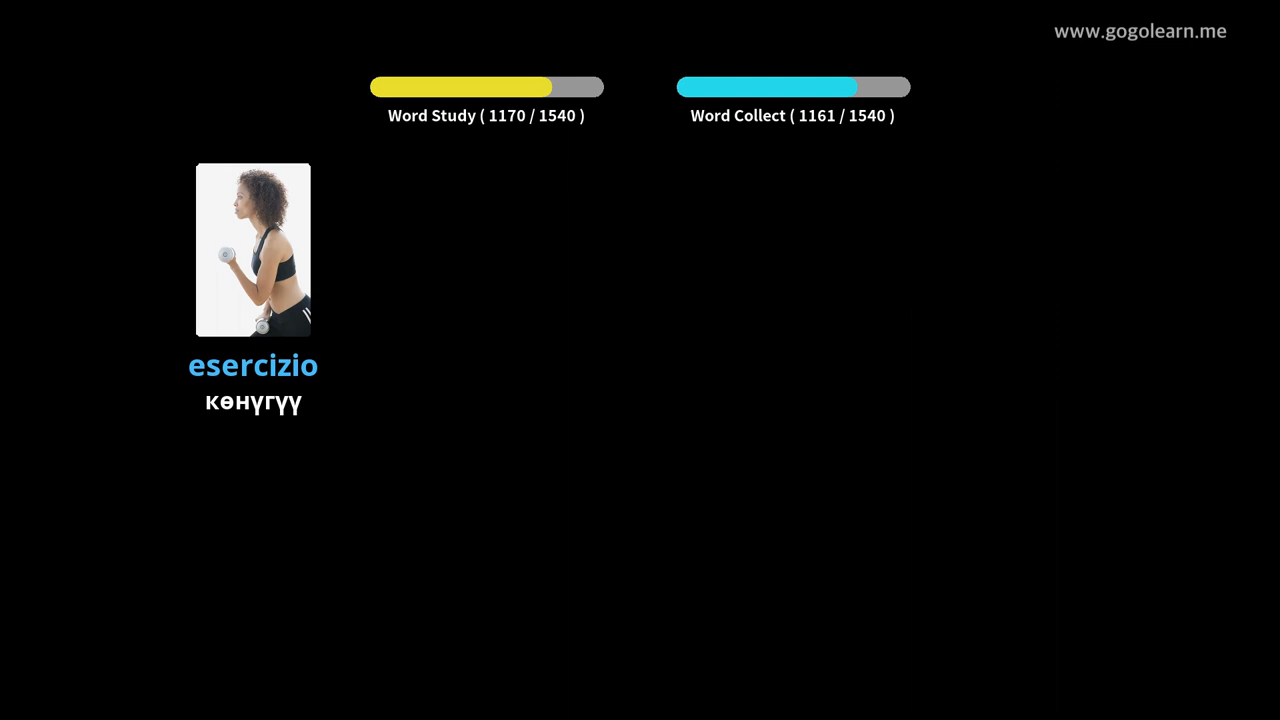 www.gogolearn.me
Word Study ( 1170 / 1540 )
Word Collect ( 1161 / 1540 )
esercizio
көнүгүү